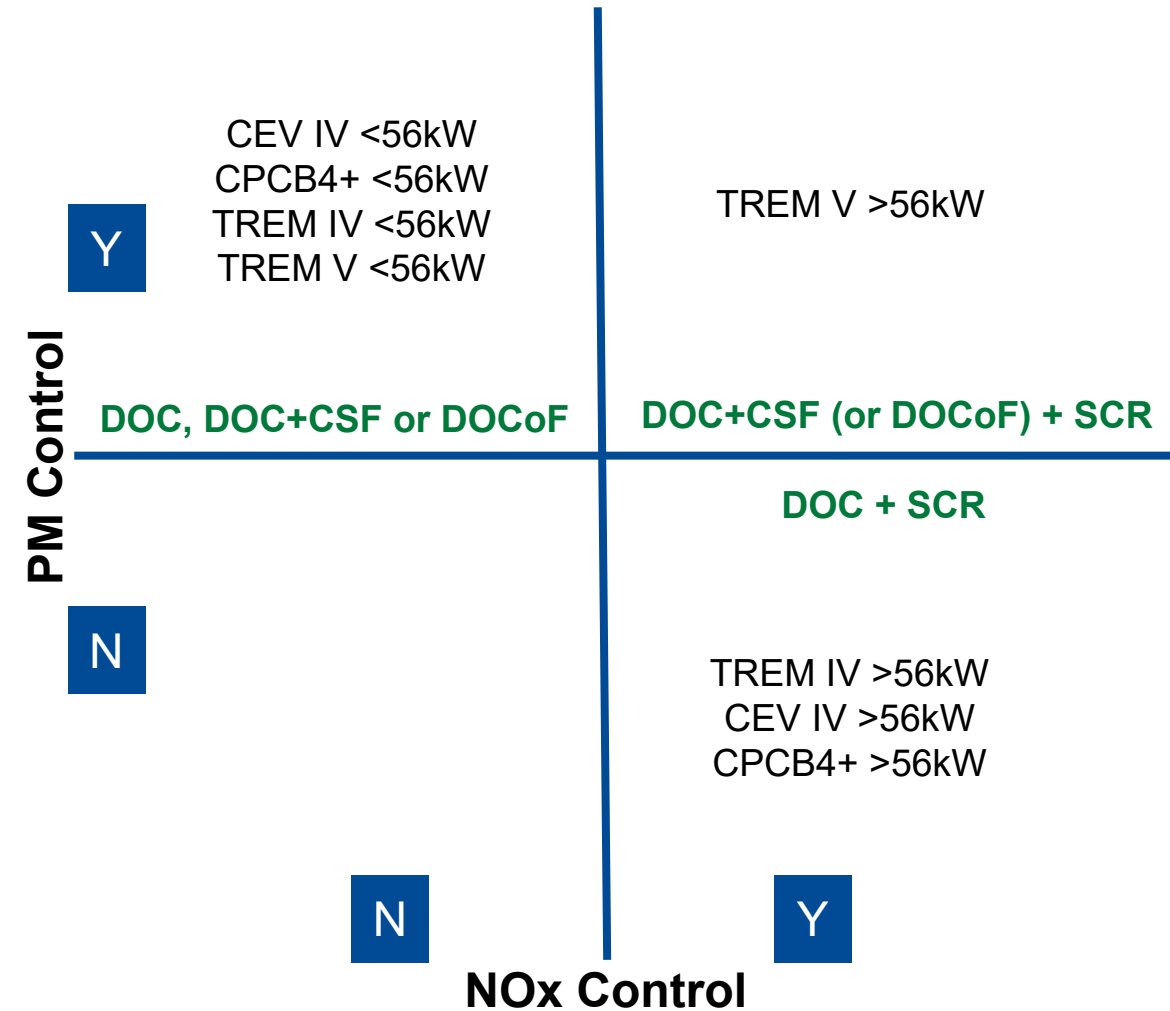 CEV IV <56kW
CPCB4+ <56kW
TREM IV <56kW
TREM V <56kW
TREM V >56kW
Y
PM Control
DOC, DOC+CSF or DOCoF
DOC+CSF (or DOCoF) + SCR
DOC + SCR
N
TREM IV >56kW
CEV IV >56kW
CPCB4+ >56kW
N
Y
NOx Control